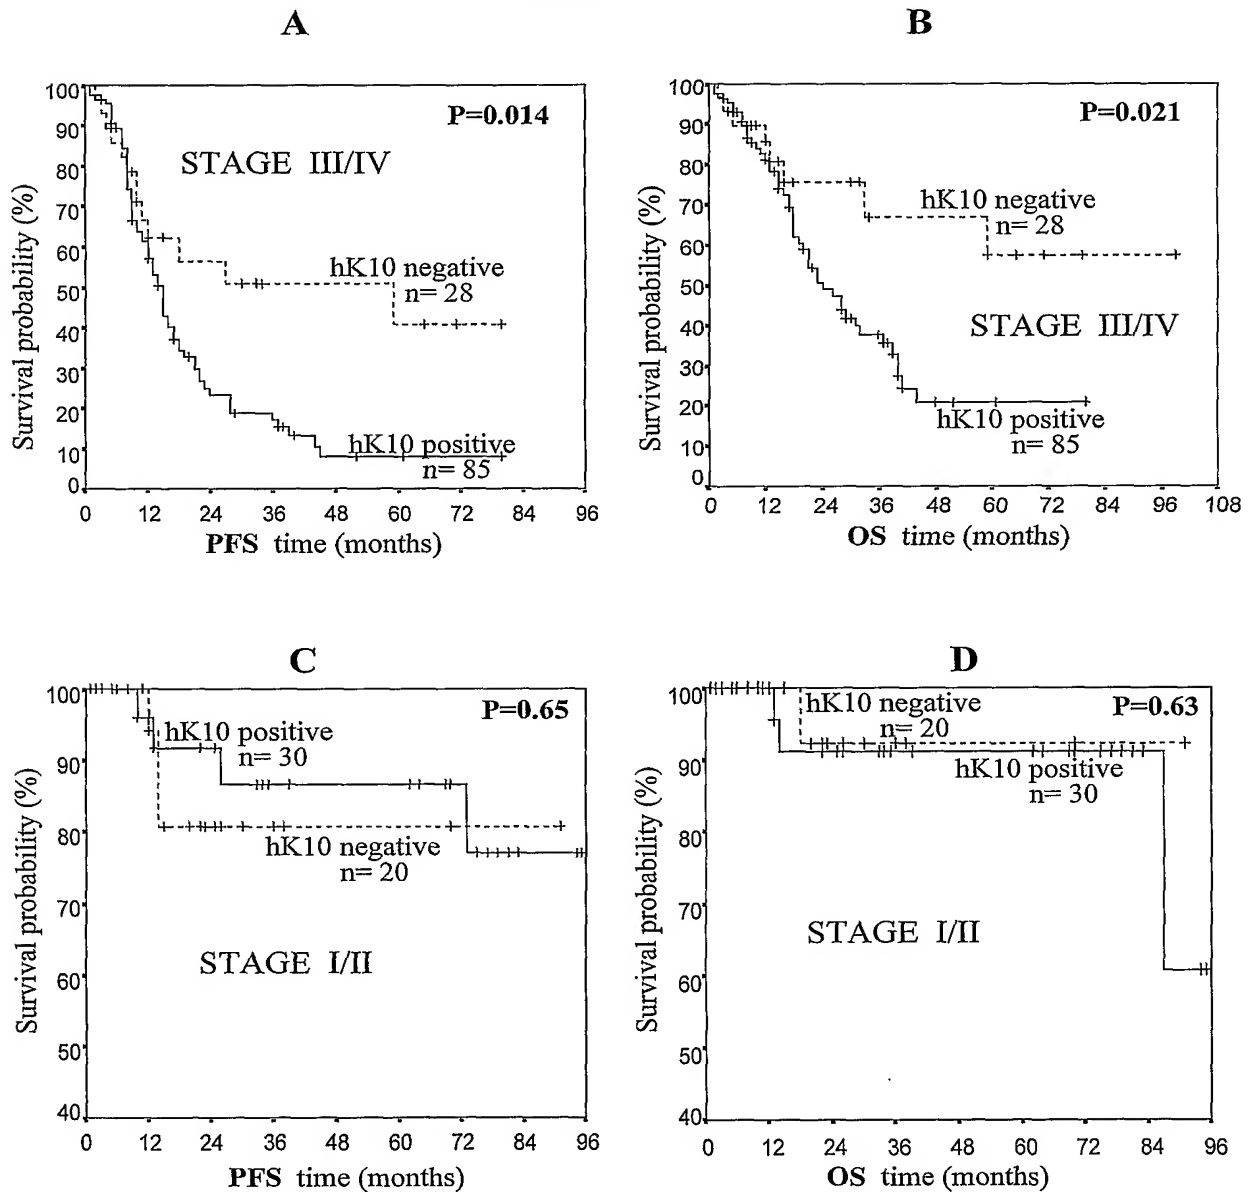 A
Survival probability (%)
100
90
80
70
60
50
40
30
20
10
0
P=0.014
STAGE III/IV
hK10 negative
n= 28
hK10 positive
n= 85
0 12 24 36 48 60 72 84 96
PFS time (months)
B
Survival probability (%)
100
90
80
70
60
50
40
30
20
10
0
P=0.021
hK10 negative
n= 28
STAGE III/IV
hK10 positive
n= 85
0 12 24 36 48 60 72 84 96 108
OS time (months)
C
Survival probability (%)
100
90
80
70
60
50
40
P=0.65
hK10 positive
n= 30
hK10 negative
n= 20
STAGE I/II
0 12 24 36 48 60 72 84 96
PFS time (months)
D
Survival probability (%)
100
90
80
70
60
50
40
P=0.63
hK10 negative
n= 20
hK10 positive
n= 30
STAGE I/II
0 12 24 36 48 60 72 84 96
OS time (months)